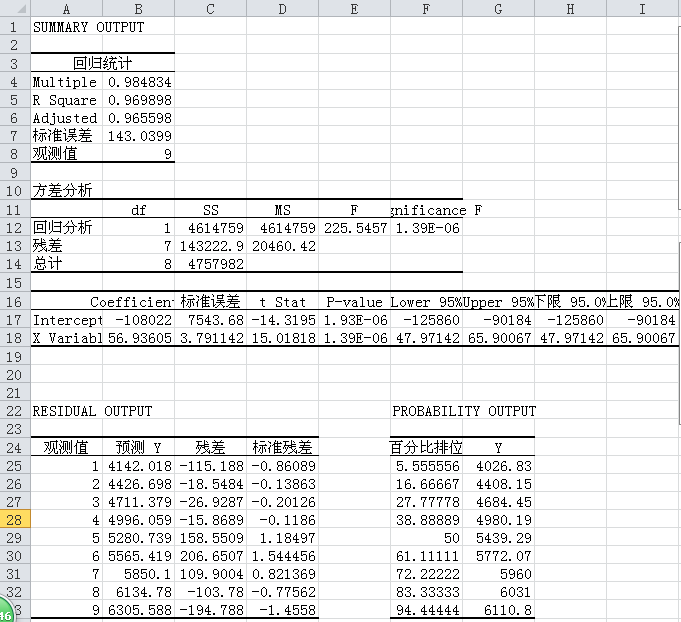 A B C D E F G H I
1 SUMMARY OUTPUT
2
3 回归统计
4 Multiple 0.984834
5 R Square 0.969898
6 Adjusted 0.965598
7 标准误差 143.0399
8 观测值 9
9
10 方差分析
11 df SS MS F gnificance F
12 回归分析 1 4614759 4614759 225.5457 1.39E-06
13 残差 7 143222.9 20460.42
14 总计 8 4757982
15
16 Coefficien 标准误差 t Stat P-value Lower 95% Upper 95% 下限 95.0% 上限 95.0%
17 Intercept -108022 7543.68 -14.3195 1.93E-06 -125860 -90184 -125860 -90184
18 X Variabl 56.93605 3.791142 15.01818 1.39E-06 47.97142 65.90067 47.97142 65.90067
19
20
21
22 RESIDUAL OUTPUT PROBABILITY OUTPUT
23
24 观测值 预测 Y 残差 标准残差 百分比排位 Y
25 1 4142.018 -115.188 -0.86089 5.555556 4026.83
26 2 4426.698 -18.5484 -0.13863 16.66667 4408.15
27 3 4711.379 -26.9287 -0.20126 27.77778 4684.45
28 4 4996.059 -15.8689 -0.1186 38.88889 4980.19
29 5 5280.739 158.5509 1.18497 50 5439.29
30 6 5565.419 206.6507 1.544456 61.11111 5772.07
31 7 5850.1 109.9004 0.821369 72.22222 5960
32 8 6134.78 -103.78 -0.77562 83.33333 6031
9 6305.588 -194.788 -1.4558 94.44444 6110.8
46